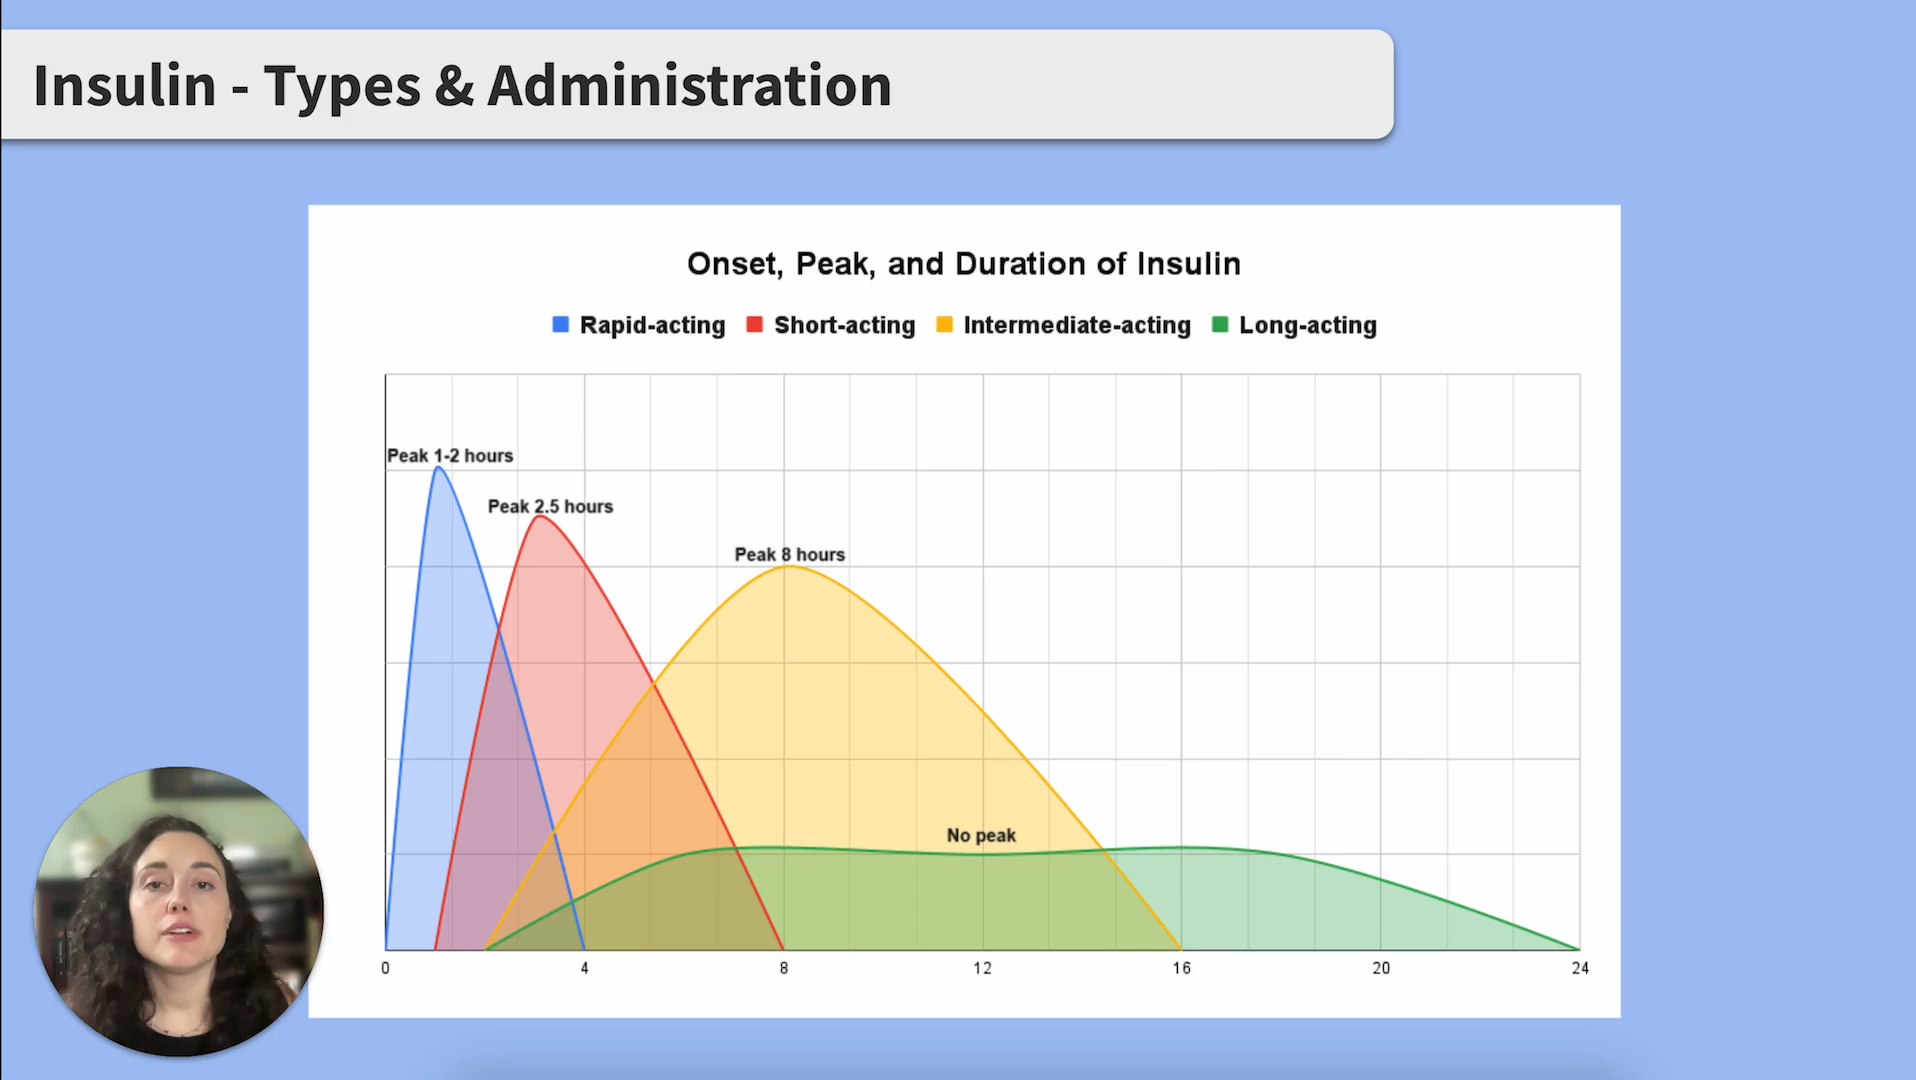 Insulin - Types & Administration
Onset, Peak, and Duration of Insulin
Rapid-acting Short-acting Intermediate-acting Long-acting
Peak 1-2 hours
Peak 2.5 hours
Peak 8 hours
No peak
0 4 8 12 16 20 24